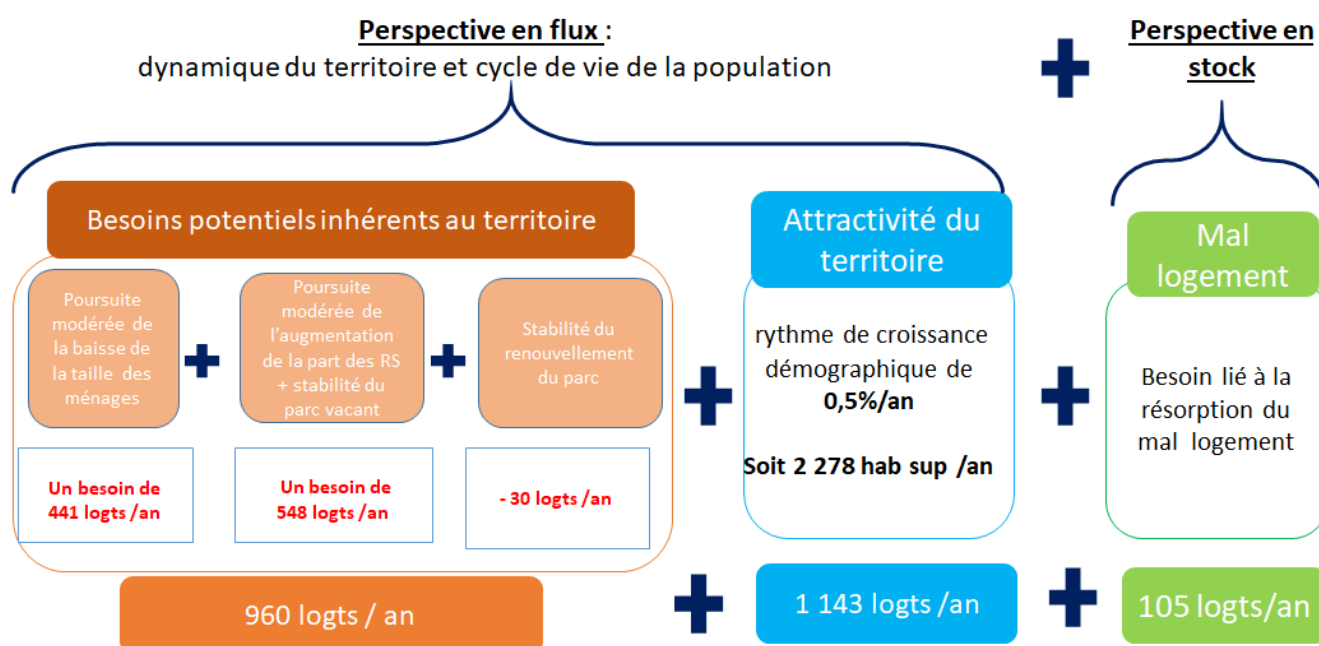 Perspective en flux :
dynamique du territoire et cycle de vie de la population
Perspective en
stock
Besoins potentiels inhérents au territoire
Poursuite
modérée de
la baisse de
la taille des
ménages
Poursuite
modérée de
l'augmentation
de la part des RS
+ stabilité du
parc vacant
Stabilité du
renouvellement
du parc
Un besoin de
441 logts /an
Un besoin de
548 logts /an
- 30 logts /an
960 logts / an
Attractivité du
territoire
rythme de croissance
démographique de
0,5%/an
Soit 2 278 hab sup /an
1 143 logts /an
Mal
logement
Besoin lié à la
résorption du
mal logement
105 logts/an